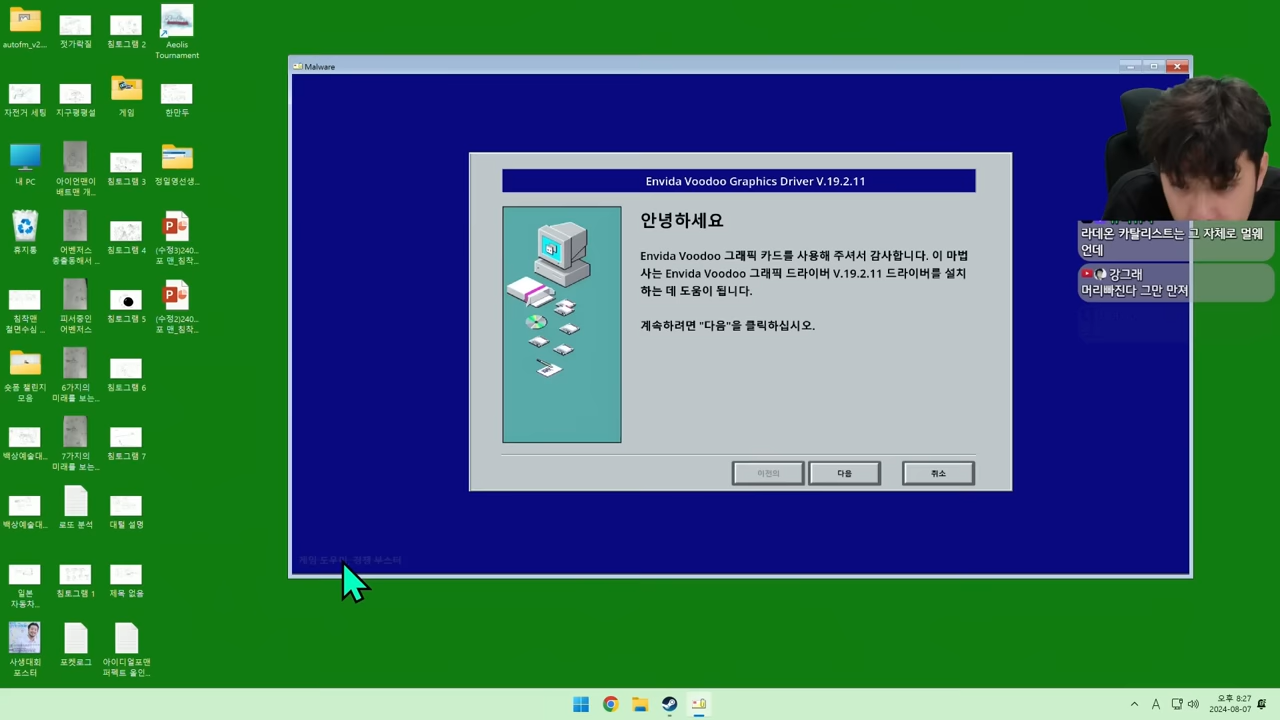 autofm_v2...
젓가락질
침토그램 2
Aeolis
Tournament
자전거 세팅
지구평평설
게임
한만두
내 PC
아이언맨이
배트맨 개...
침토그램 3
정일영선생...
휴지통
어벤저스
총출동해서 ...
침토그램 4
(수정3)240...
포 맨_침착...
침착맨
철면수심 ...
피서중인
어벤저스
침토그램 5
(수정2)240...
포 맨_침착...
숏폼 챌린지
모음
6가지의
미래를 보는...
침토그램 6
백상예술대...
7가지의
미래를 보는...
침토그램 7
백상예술대...
로또 분석
대털 설명
일본
자동차...
침토그램 1
제목 없음
사생대회
포스터
포켓로그
아이디얼포맨
퍼펙트 올인...
Malware
Envida Voodoo Graphics Driver V.19.2.11
안녕하세요
Envida Voodoo 그래픽 카드를 사용해 주셔서 감사합니다. 이 마법
사는 Envida Voodoo 그래픽 드라이버 V.19.2.11 드라이버를 설치
하는 데 도움이 됩니다.
계속하려면 "다음"을 클릭하십시오.
이전의
다음
취소
라데온 카탈리스트는 그 자체로 멀웨
언데
강그래
머리빠진다 그만 만져
A
오후 8:27
2024-08-07